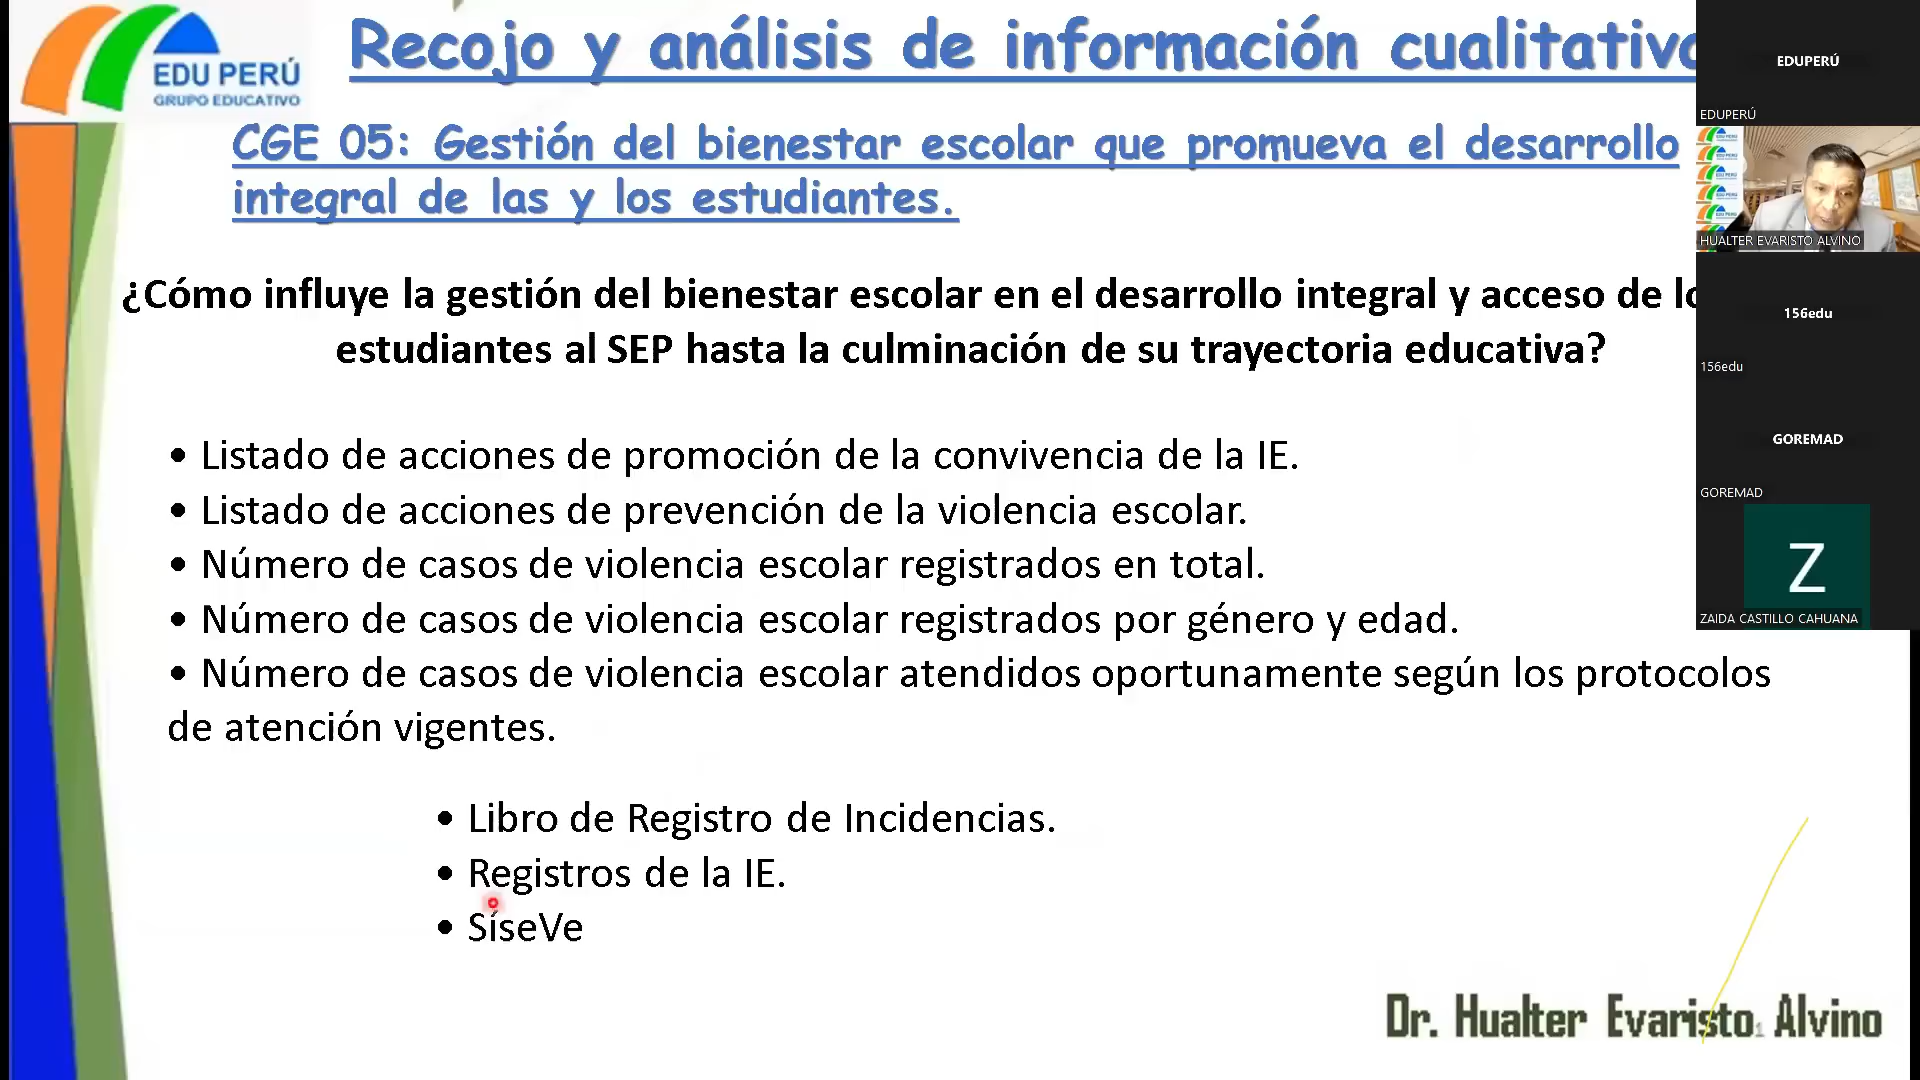 EDU PERÚ
GRUPO EDUCATIVO
Recojo y análisis de información cualitativa
CGE 05: Gestión del bienestar escolar que promueva el desarrollo
integral de las y los estudiantes.
¿Cómo influye la gestión del bienestar escolar en el desarrollo integral y acceso de lo
estudiantes al SEP hasta la culminación de su trayectoria educativa?
• Listado de acciones de promoción de la convivencia de la IE.
• Listado de acciones de prevención de la violencia escolar.
• Número de casos de violencia escolar registrados en total.
• Número de casos de violencia escolar registrados por género y edad.
• Número de casos de violencia escolar atendidos oportunamente según los protocolos
de atención vigentes.
• Libro de Registro de Incidencias.
• Registros de la IE.
• SíseVe
Dr. Hualter Evaristo Alvino
EDUPERÚ
EDUPERÚ
HUALTER EVARISTO ALVINO
156edu
156edu
GOREMAD
GOREMAD
Z
ZAIDA CASTILLO CAHUANA